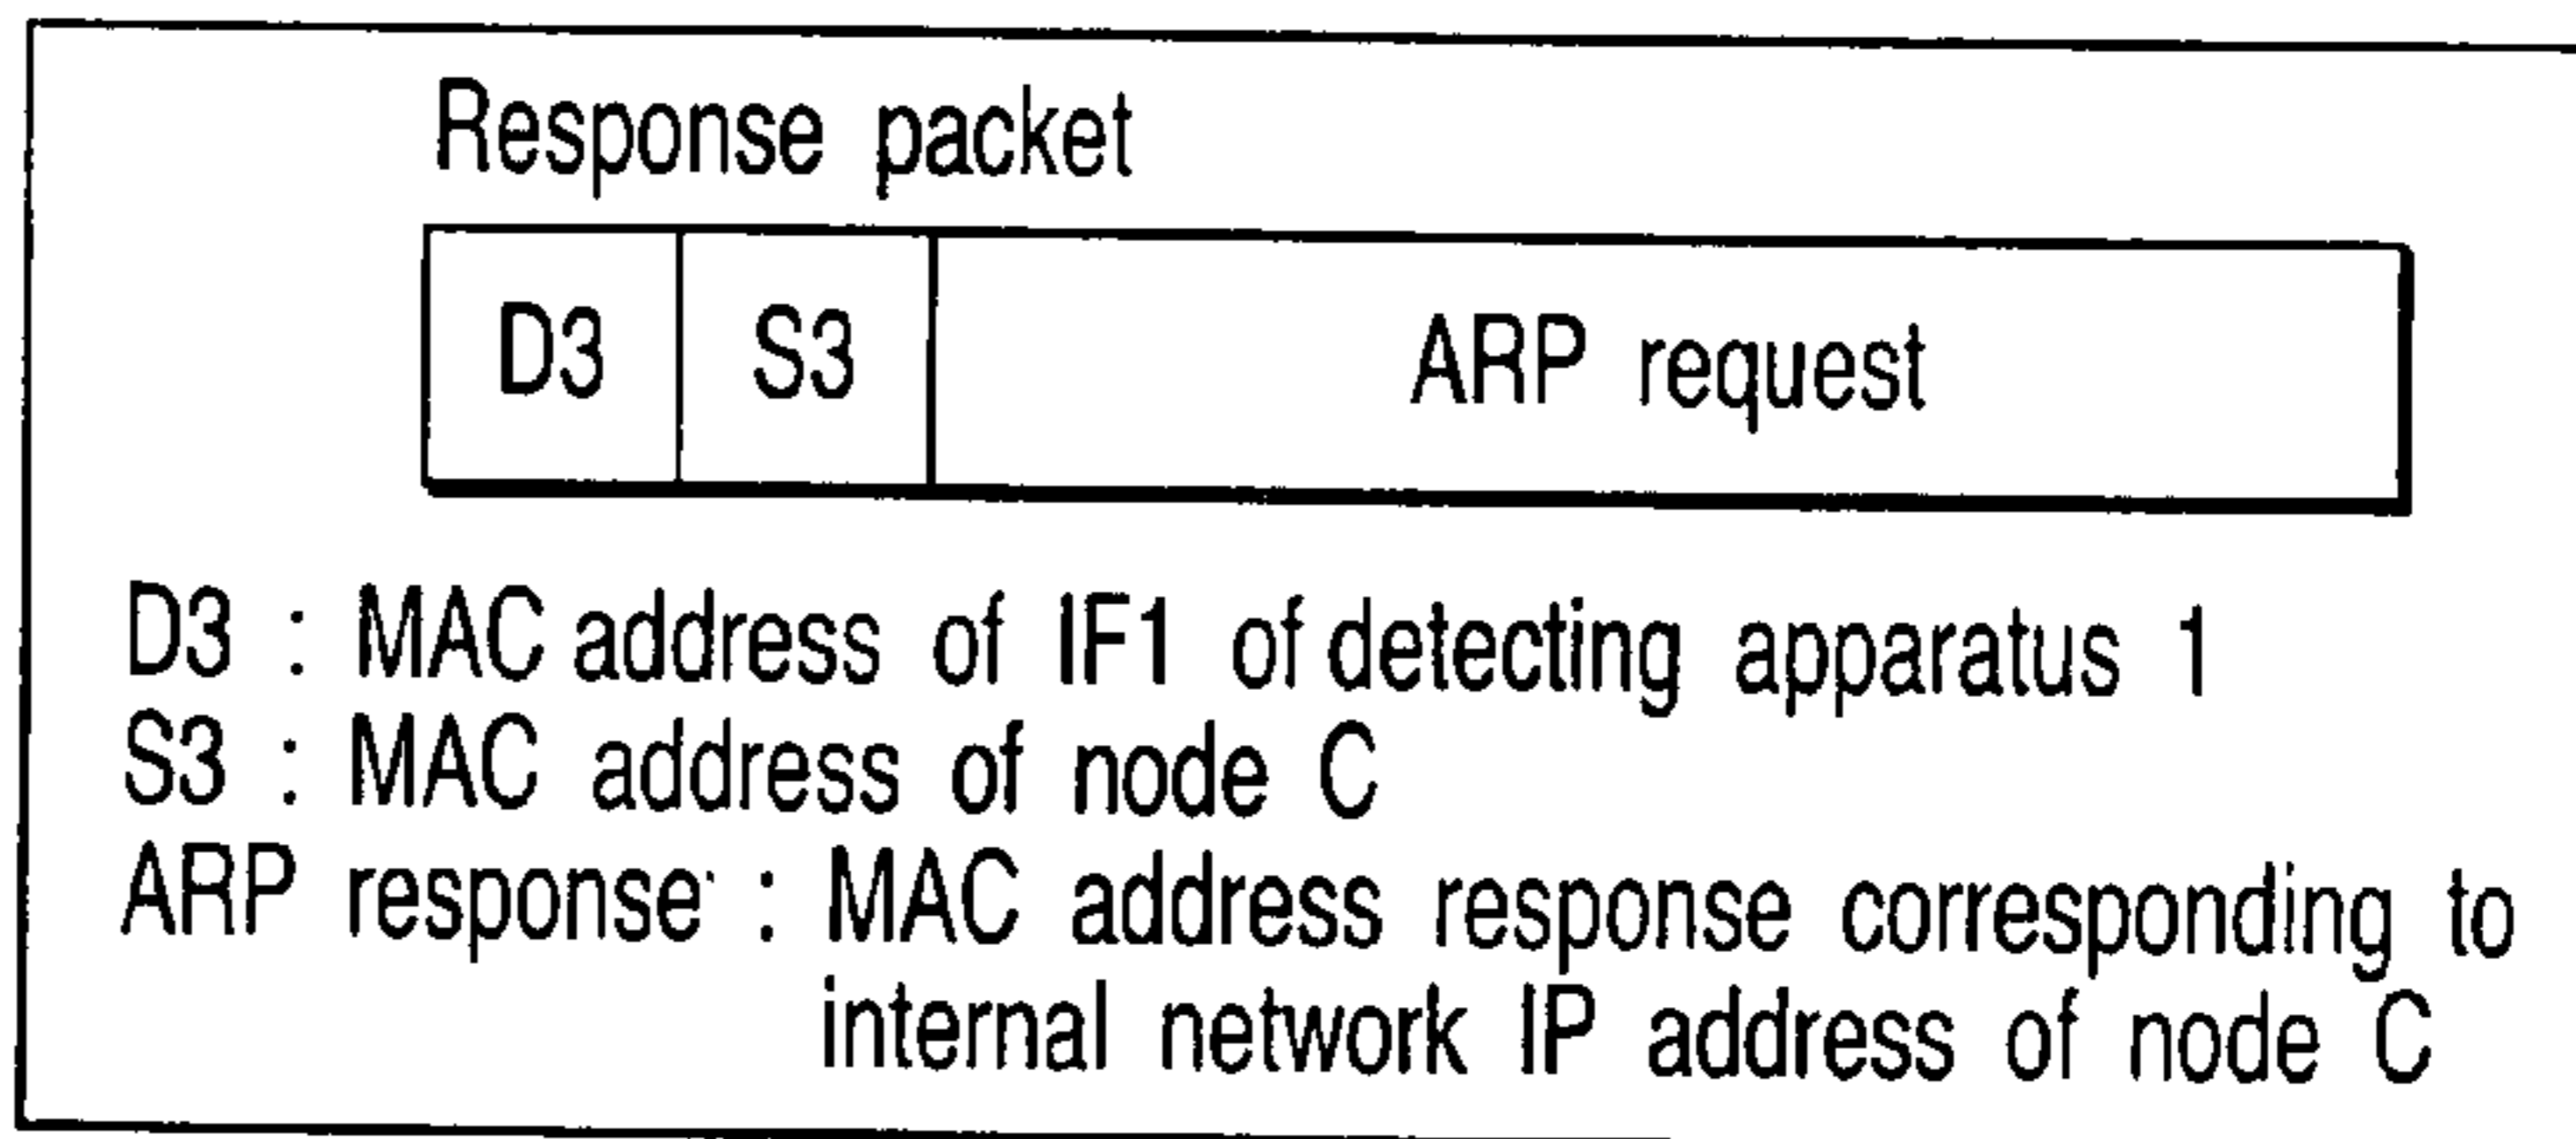 Response packet
D3 S3 ARP request
D3 : MAC address of IF1 of detecting apparatus 1
S3 : MAC address of node C
ARP response : MAC address response corresponding to
internal network IP address of node C